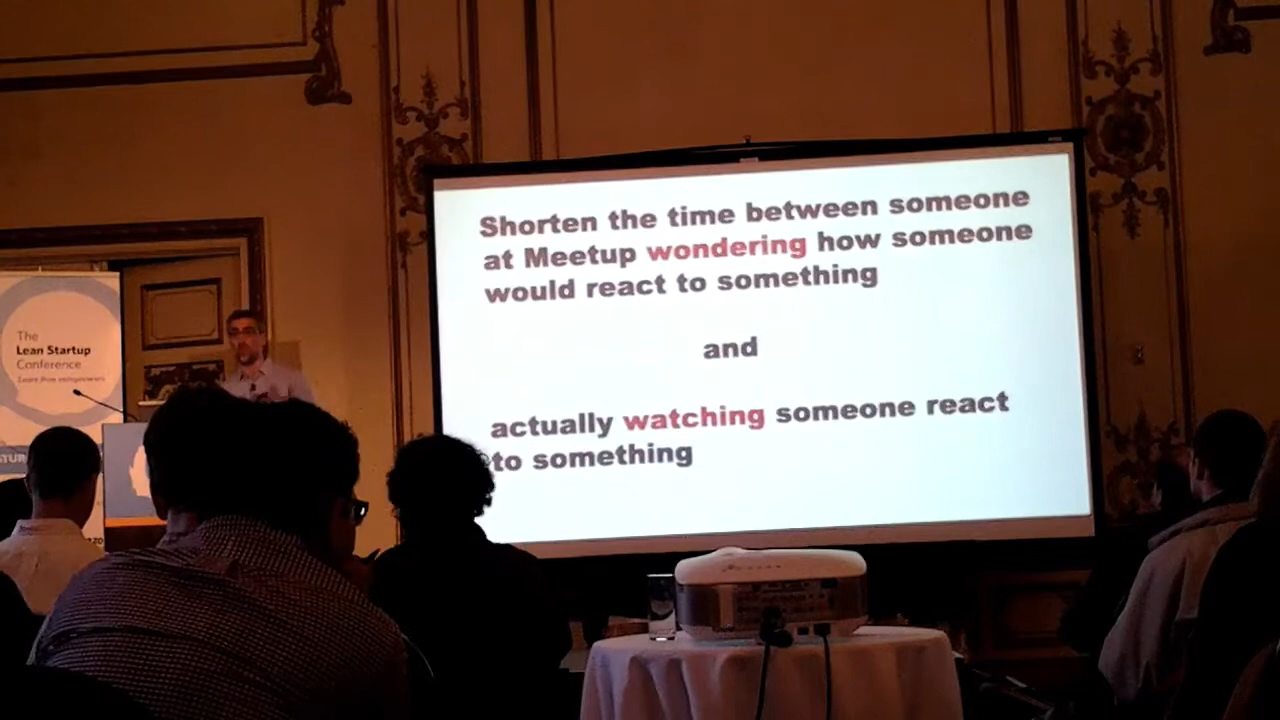 Shorten the time between someone
at Meetup wondering how someone
would react to something
and
actually watching someone react
to something
The
Lean Startup
Conference